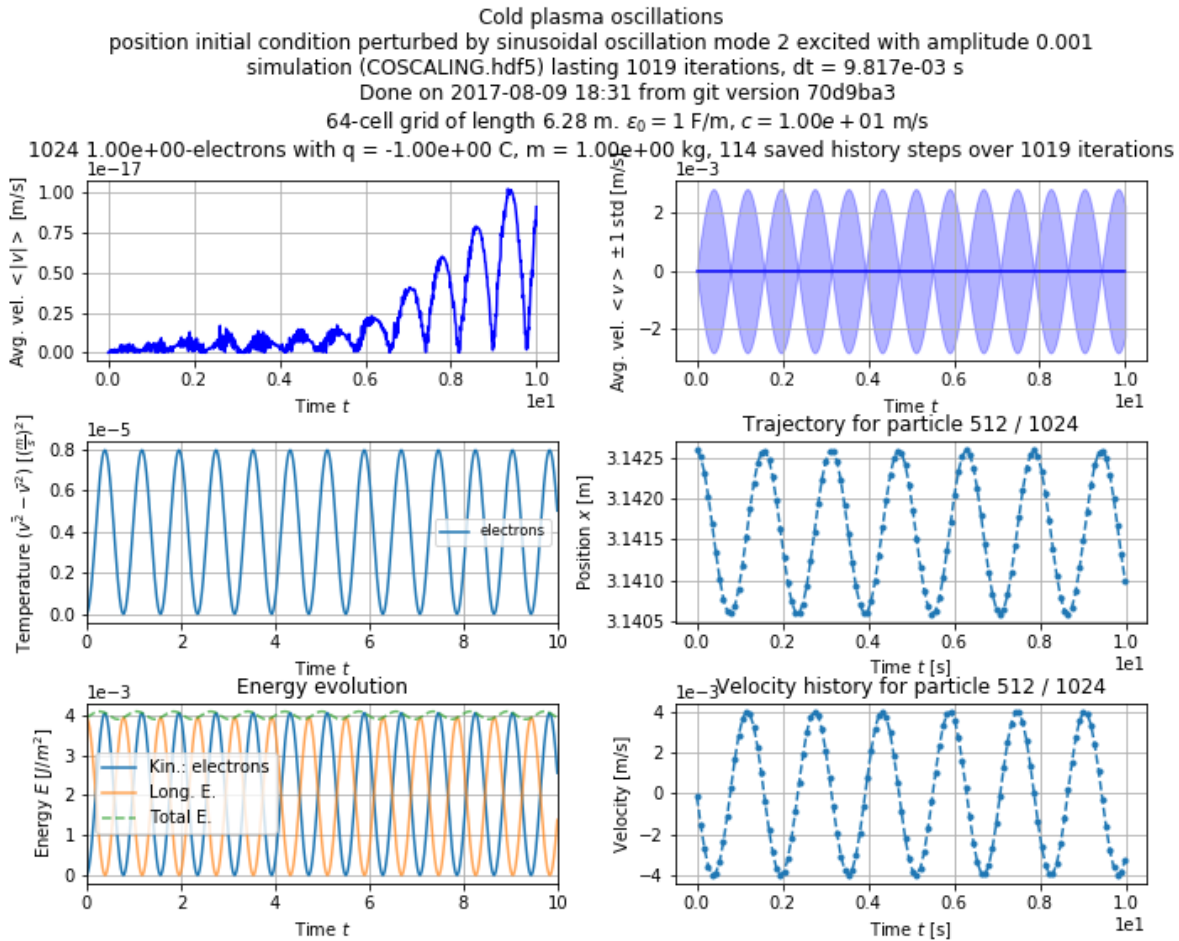 Cold plasma oscillations
position initial condition perturbed by sinusoidal oscillation mode 2 excited with amplitude 0.001
simulation (COSCALING.hdf5) lasting 1019 iterations, dt = 9.817e-03 s
Done on 2017-08-09 18:31 from git version 70d9ba3
64-cell grid of length 6.28 m. ε₀ = 1 F/m, c = 1.00e + 01 m/s
1024 1.00e+00-electrons with q = -1.00e+00 C, m = 1.00e+00 kg, 114 saved history steps over 1019 iterations
1e−17
Avg. vel. < |v| > [m/s]
1.00
0.75
0.50
0.25
0.00
0.0 0.2 0.4 0.6 0.8 1.0
Time t
1e1
1e−3
Avg. vel. < v > ± 1 std [m/s]
2
0
−2
0.0 0.2 0.4 0.6 0.8 1.0
Time t
1e1
1e−5
Temperature (v̄² − v̄²) [(m/s)²]
0.8
0.6
0.4
0.2
0.0
electrons
0 2 4 6 8 10
Time t
Trajectory for particle 512 / 1024
Position x [m]
3.1425
3.1420
3.1415
3.1410
3.1405
0.0 0.2 0.4 0.6 0.8 1.0
Time t [s]
1e1
1e−3
Energy evolution
Energy E [J/m²]
4
3
2
1
0
Kin.: electrons
Long. E.
Total E.
0 2 4 6 8 10
Time t
1e−3
Velocity history for particle 512 / 1024
Velocity [m/s]
4
2
0
−2
−4
0.0 0.2 0.4 0.6 0.8 1.0
Time t [s]
1e1